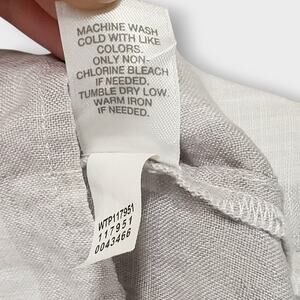 MACHINE WASH
COLD WITH LIKE
COLORS.
ONLY NON-
CHLORINE BLEACH
IF NEEDED.
TUMBLE DRY LOW.
WARM IRON
IF NEEDED.
WTP117951
117951
0043466